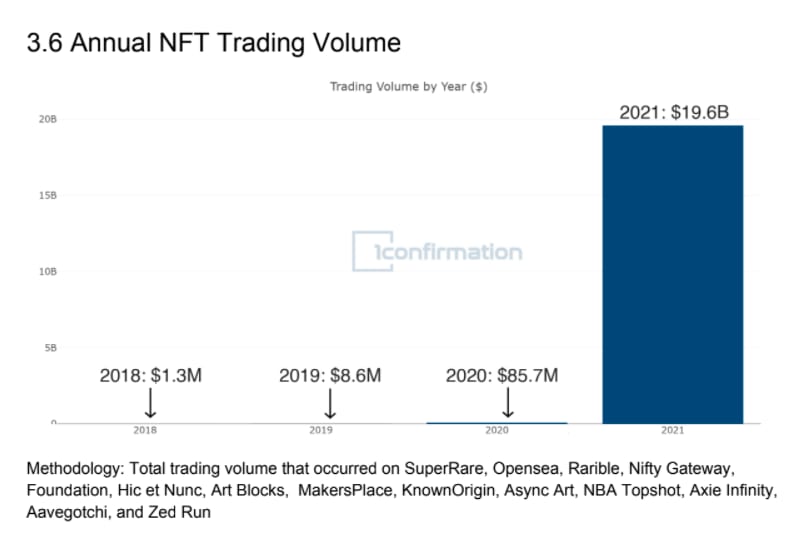 3.6 Annual NFT Trading Volume
Trading Volume by Year ($)
2021: $19.6B
20B
15B
1confirmation
10B
5B
2018: $1.3M 2019: $8.6M 2020: $85.7M
0
2018 2019 2020 2021
Methodology: Total trading volume that occurred on SuperRare, Opensea, Rarible, Nifty Gateway,
Foundation, Hic et Nunc, Art Blocks,  MakersPlace, KnownOrigin, Async Art, NBA Topshot, Axie Infinity,
Aavegotchi, and Zed Run